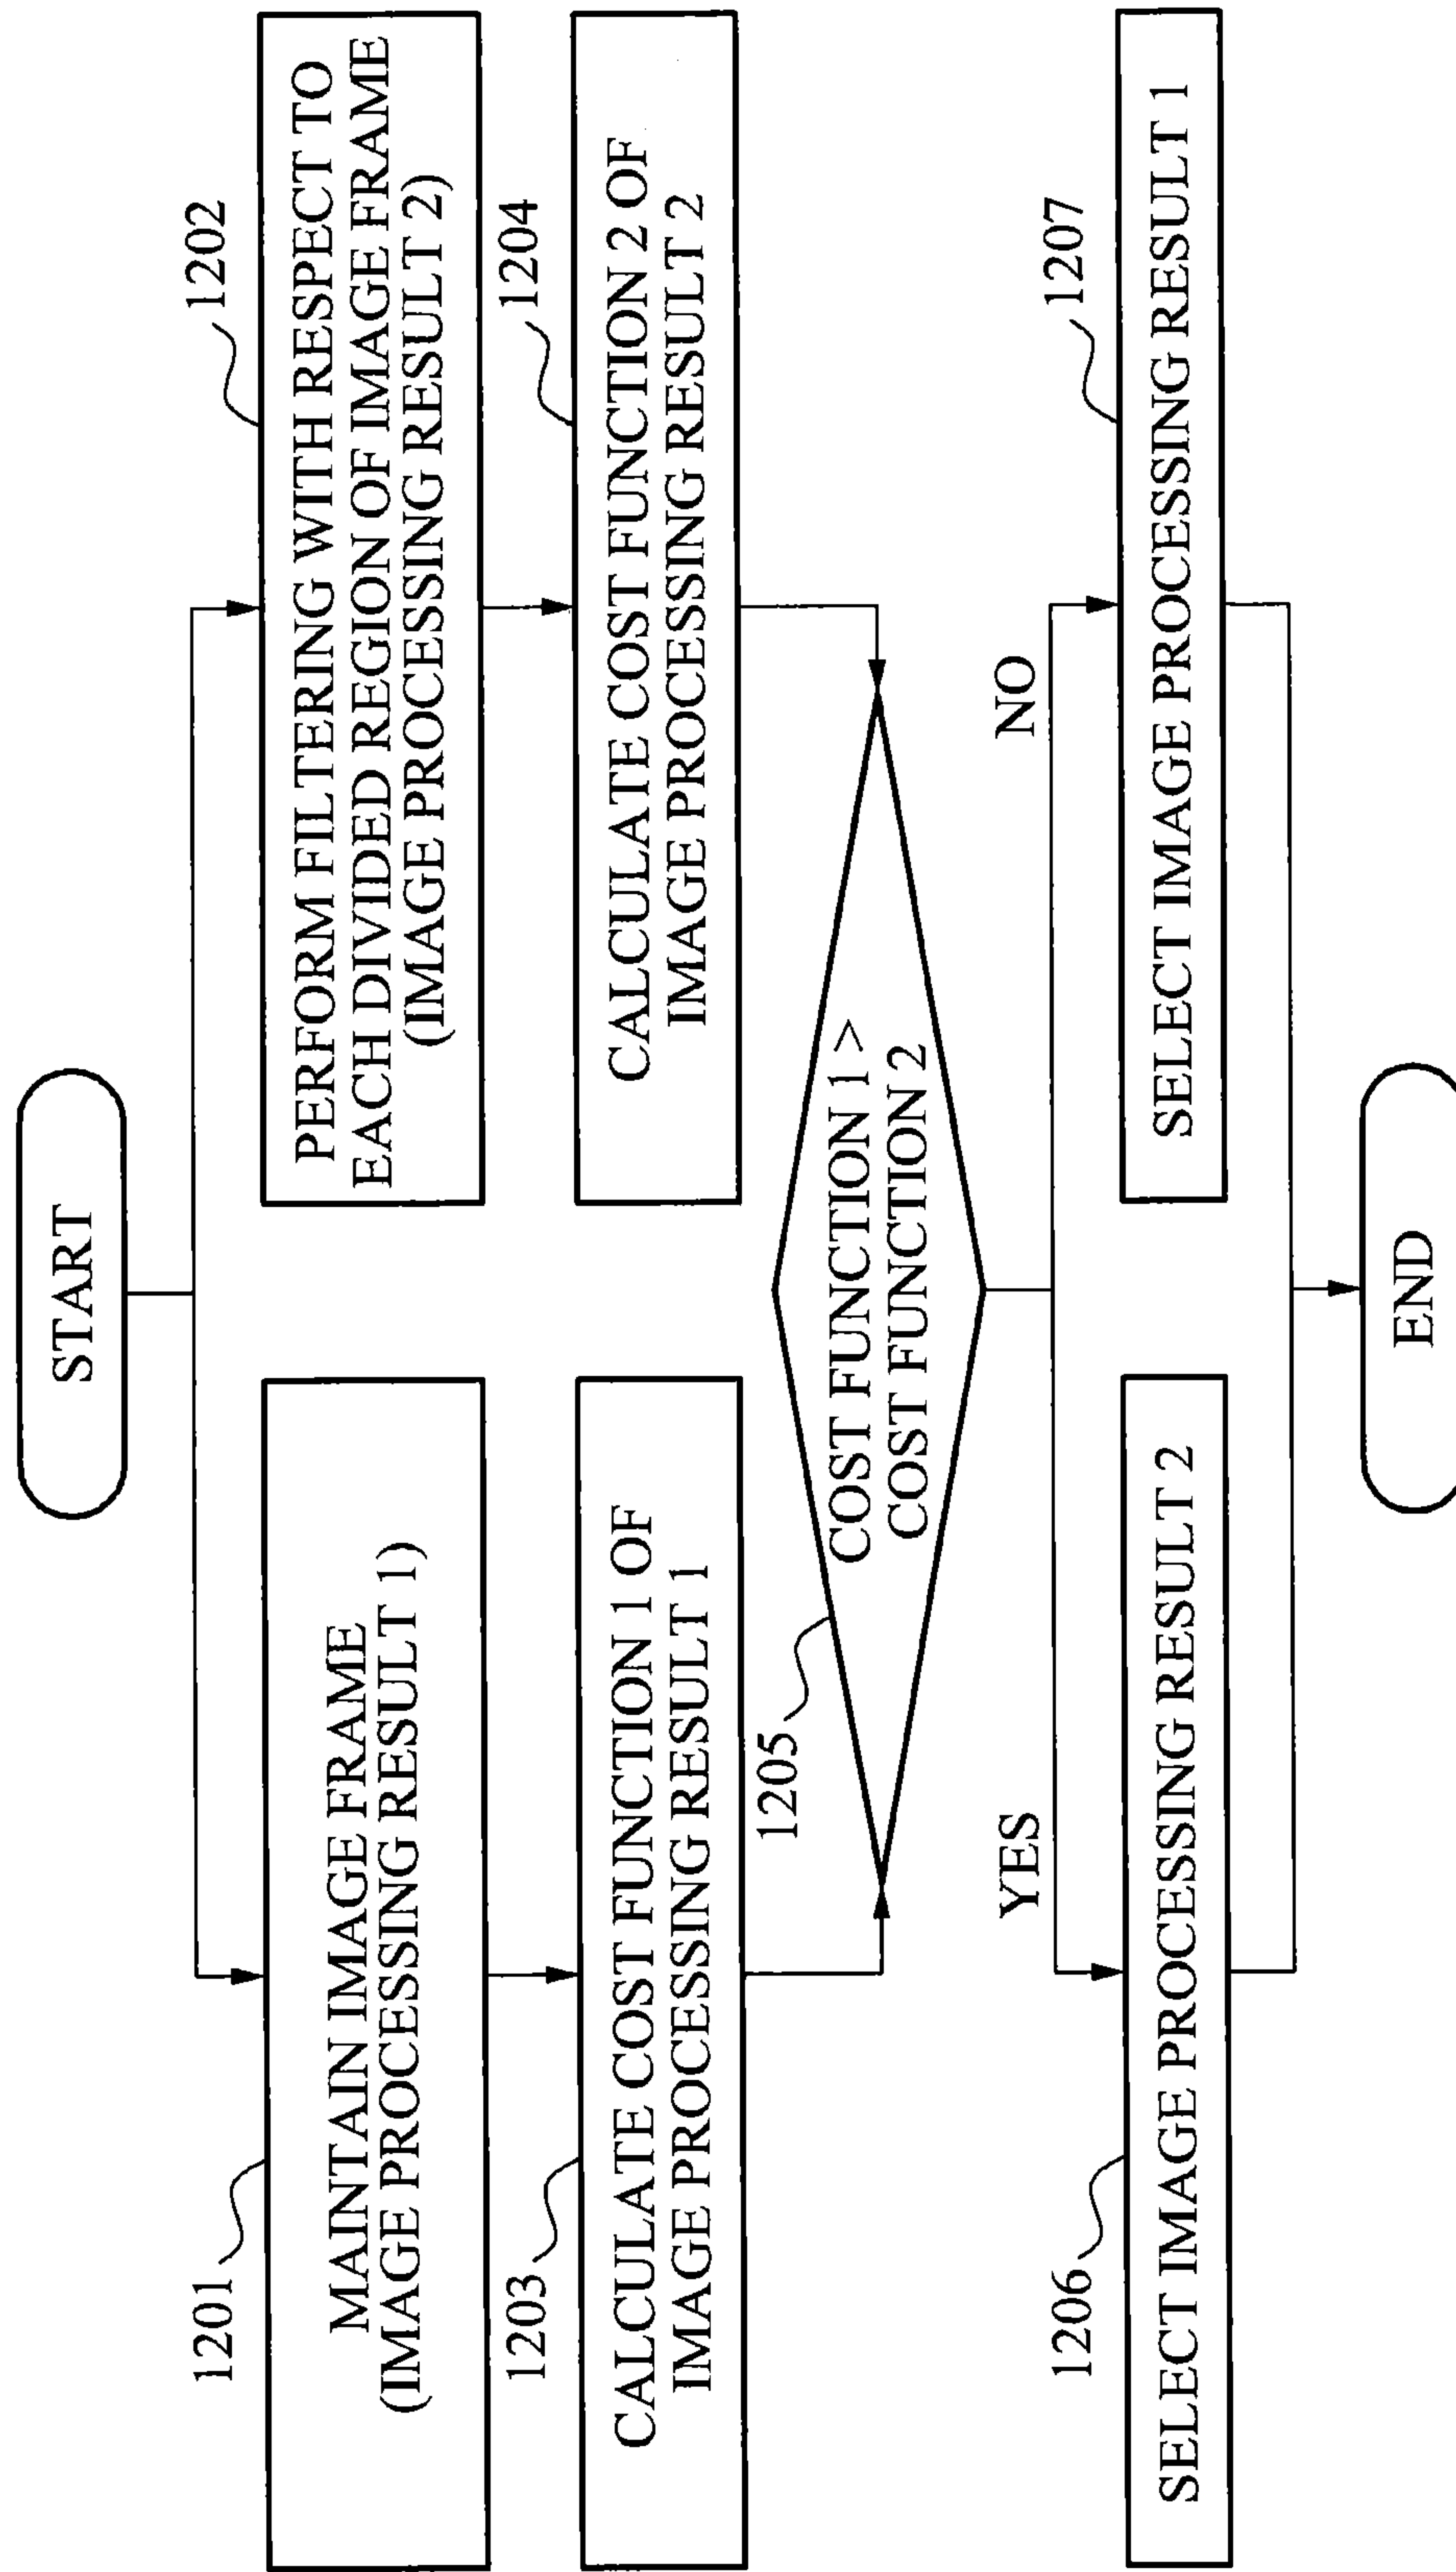 START
1201
MAINTAIN IMAGE FRAME
(IMAGE PROCESSING RESULT 1)
1202
PERFORM FILTERING WITH RESPECT TO
EACH DIVIDED REGION OF IMAGE FRAME
(IMAGE PROCESSING RESULT 2)
1203
CALCULATE COST FUNCTION 1 OF
IMAGE PROCESSING RESULT 1
1204
CALCULATE COST FUNCTION 2 OF
IMAGE PROCESSING RESULT 2
1205
COST FUNCTION 1 >
COST FUNCTION 2
YES
NO
1206
SELECT IMAGE PROCESSING RESULT 2
1207
SELECT IMAGE PROCESSING RESULT 1
END